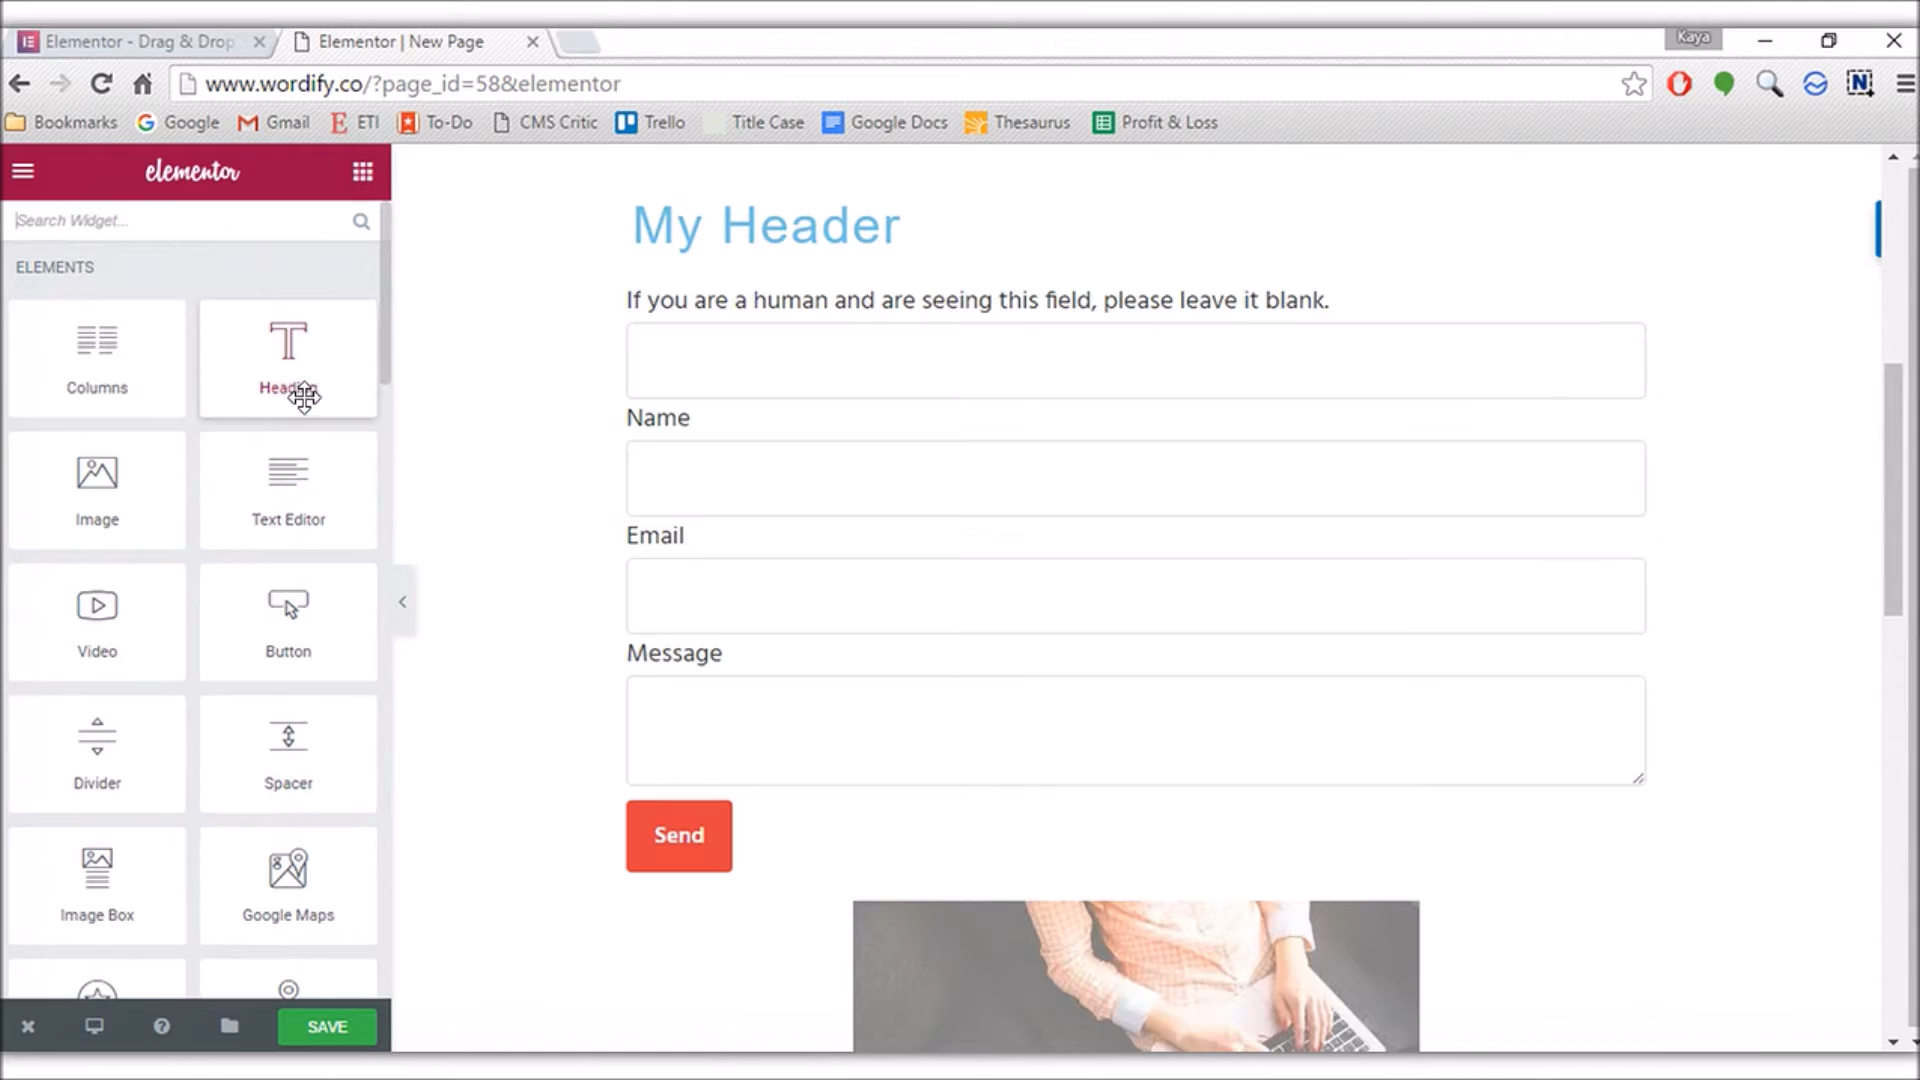 Elementor - Drag & Drop
Elementor | New Page
Kaya
www.wordify.co/?page_id=58&elementor
Bookmarks
Google
Gmail
ETI
To-Do
CMS Critic
Trello
Title Case
Google Docs
Thesaurus
Profit & Loss
elementor
Search Widget...
ELEMENTS
Columns
Image
Text Editor
Video
Button
Divider
Spacer
Image Box
Google Maps
SAVE
My Header
If you are a human and are seeing this field, please leave it blank.
Name
Email
Message
Send